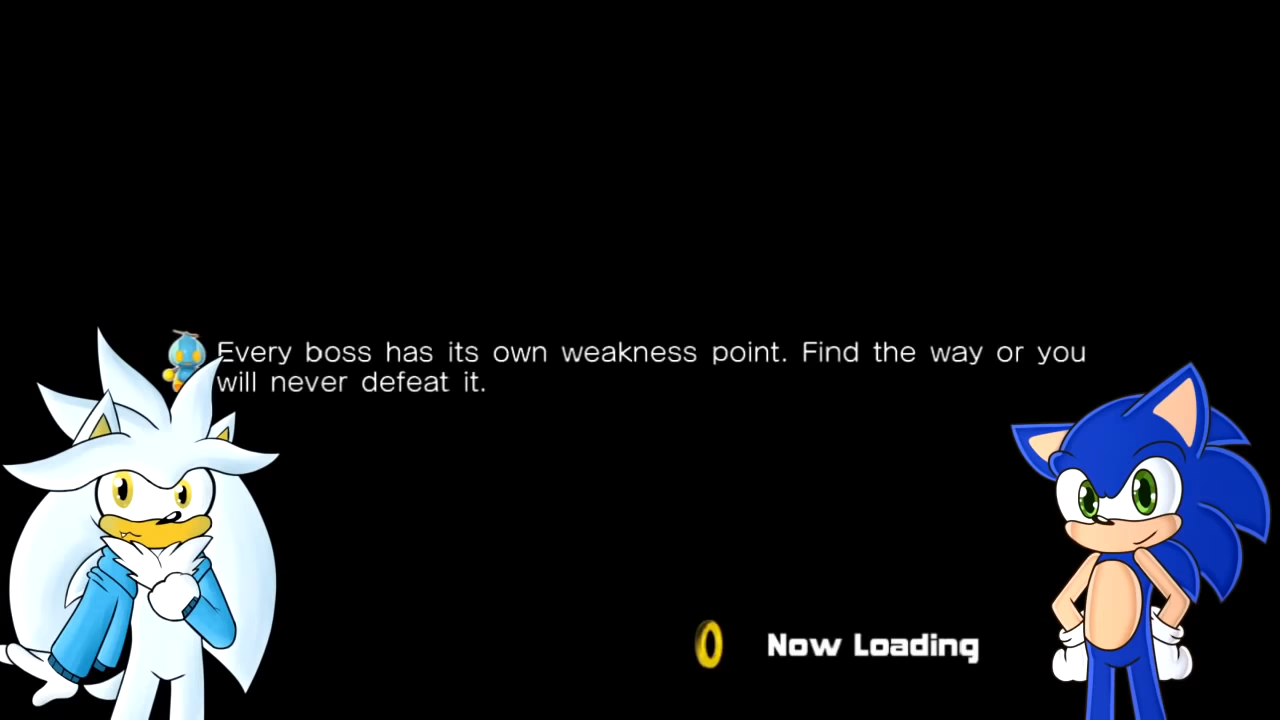 Every boss has its own weakness point. Find the way or you
will never defeat it.
Now Loading